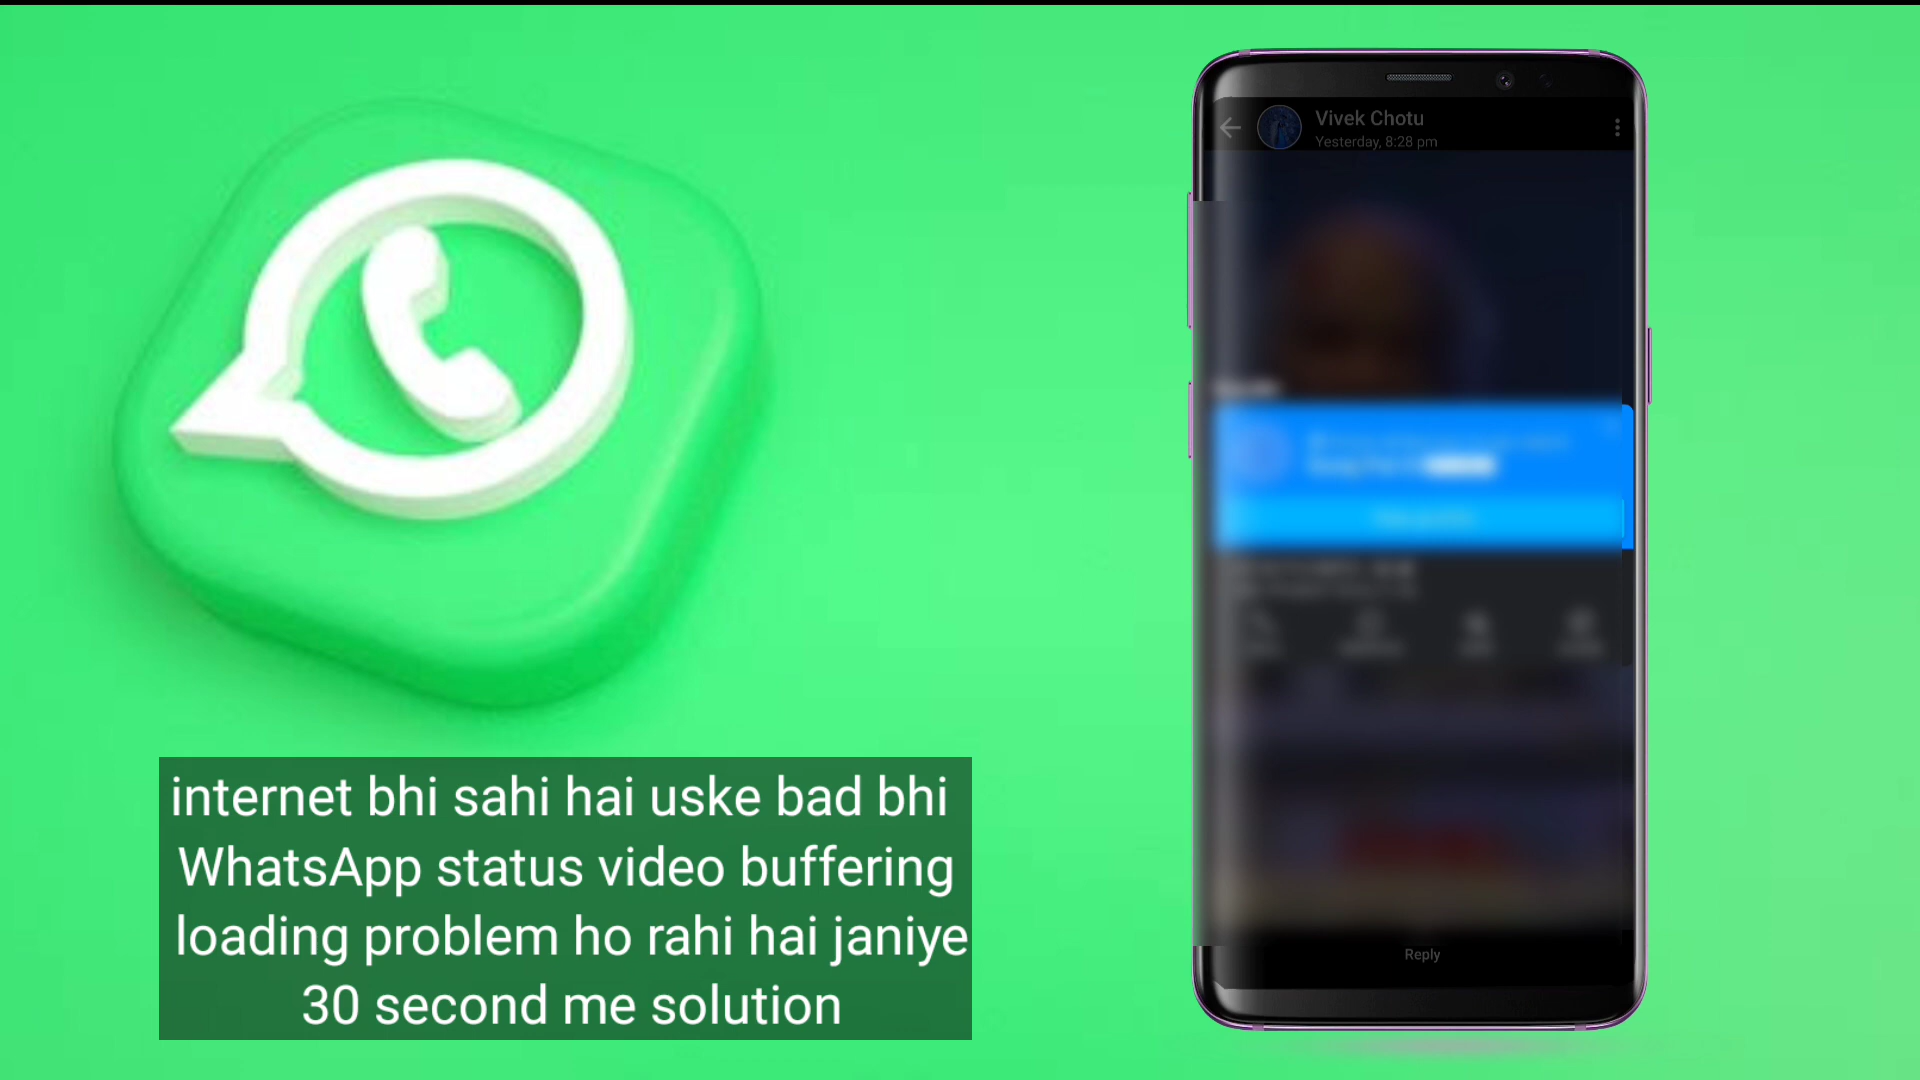 Vivek Chotu
Yesterday, 8:28 pm
internet bhi sahi hai uske bad bhi
WhatsApp status video buffering
loading problem ho rahi hai janiye
30 second me solution
Reply